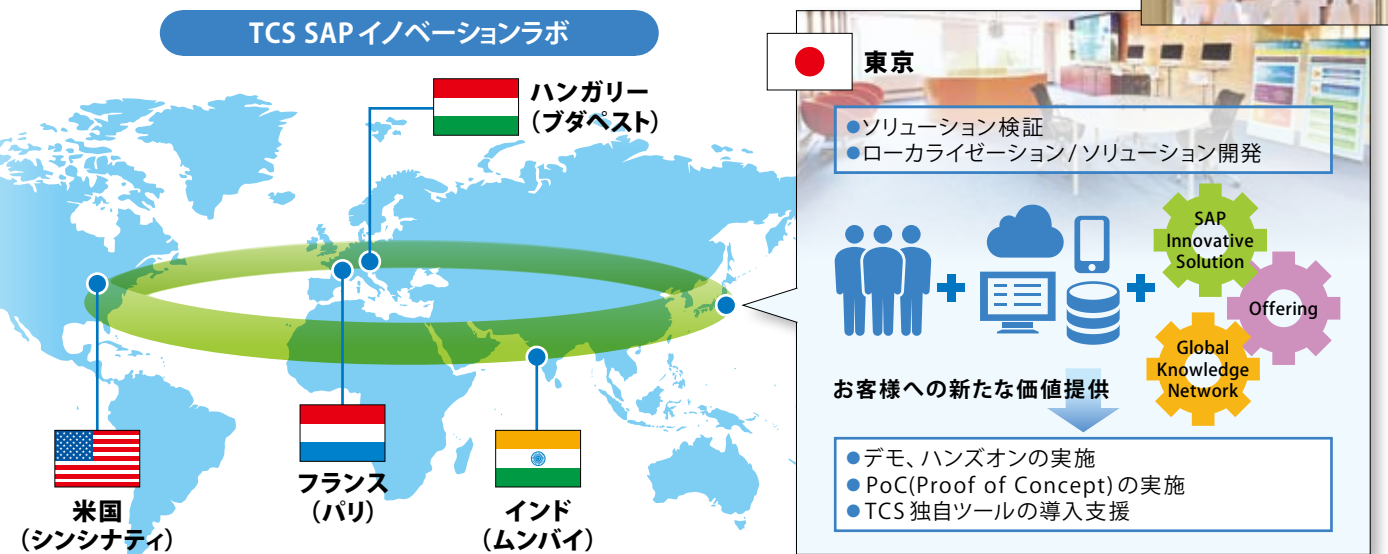 TCS SAP イノベーションラボ
ハンガリー
(ブダペスト)
米国
(シンシナティ)
フランス
(パリ)
インド
(ムンバイ)
東京
●ソリューション検証
●ローカライゼーション/ソリューション開発
SAP
Innovative
Solution
Offering
Global
Knowledge
Network
お客様への新たな価値提供
●デモ、ハンズオンの実施
●PoC(Proof of Concept)の実施
●TCS独自ツールの導入支援